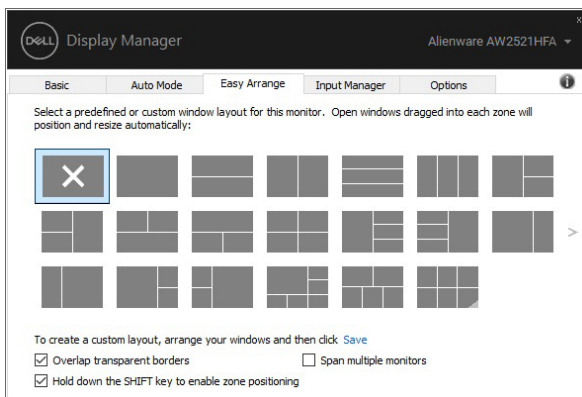 DELL Display Manager Alienware AW2521HFA
Basic Auto Mode Easy Arrange Input Manager Options
Select a predefined or custom window layout for this monitor. Open windows dragged into each zone will
position and resize automatically:
To create a custom layout, arrange your windows and then click Save
Overlap transparent borders Span multiple monitors
Hold down the SHIFT key to enable zone positioning